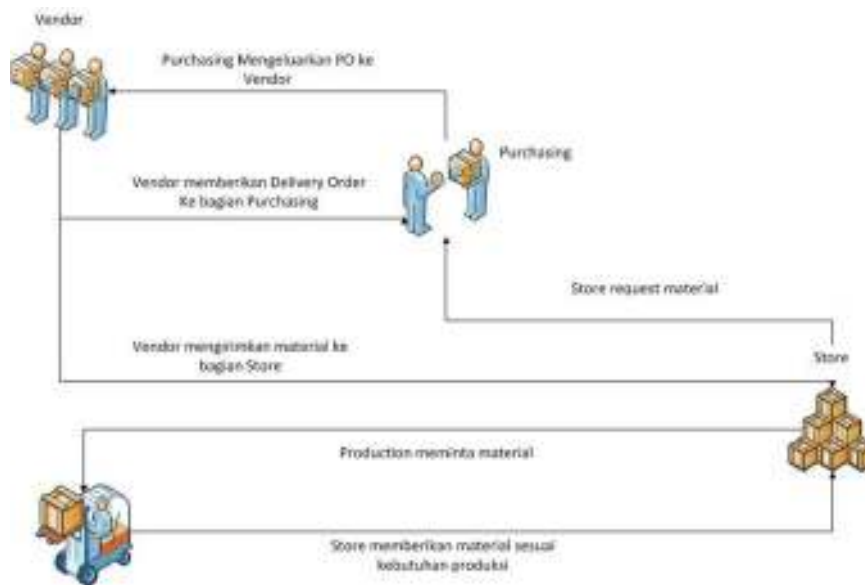 Vendor
Purchasing Mengeluarkan PO ke
Vendor
Purchasing
Vendor memberikan Delivery Order
Ke bagian Purchasing
Store request material
Vendor mengirimkan material ke
bagian Store
Store
Production meminta material
Store memberikan material sesuai
kebutuhan produksi